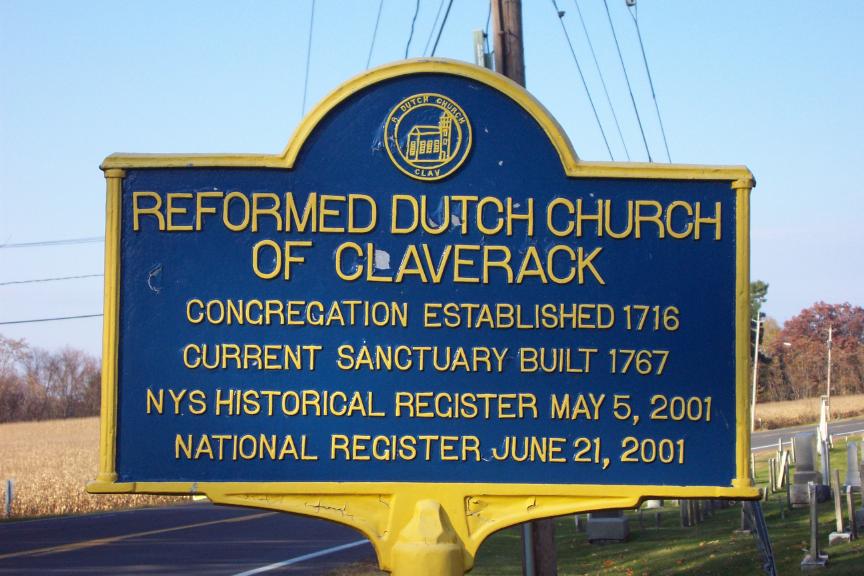 R DUTCH CHURCH
CLAV
REFORMED DUTCH CHURCH
OF CLAVERACK
CONGREGATION ESTABLISHED 1716
CURRENT SANCTUARY BUILT 1767
NYS HISTORICAL REGISTER MAY 5, 2001
NATIONAL REGISTER JUNE 21, 2001